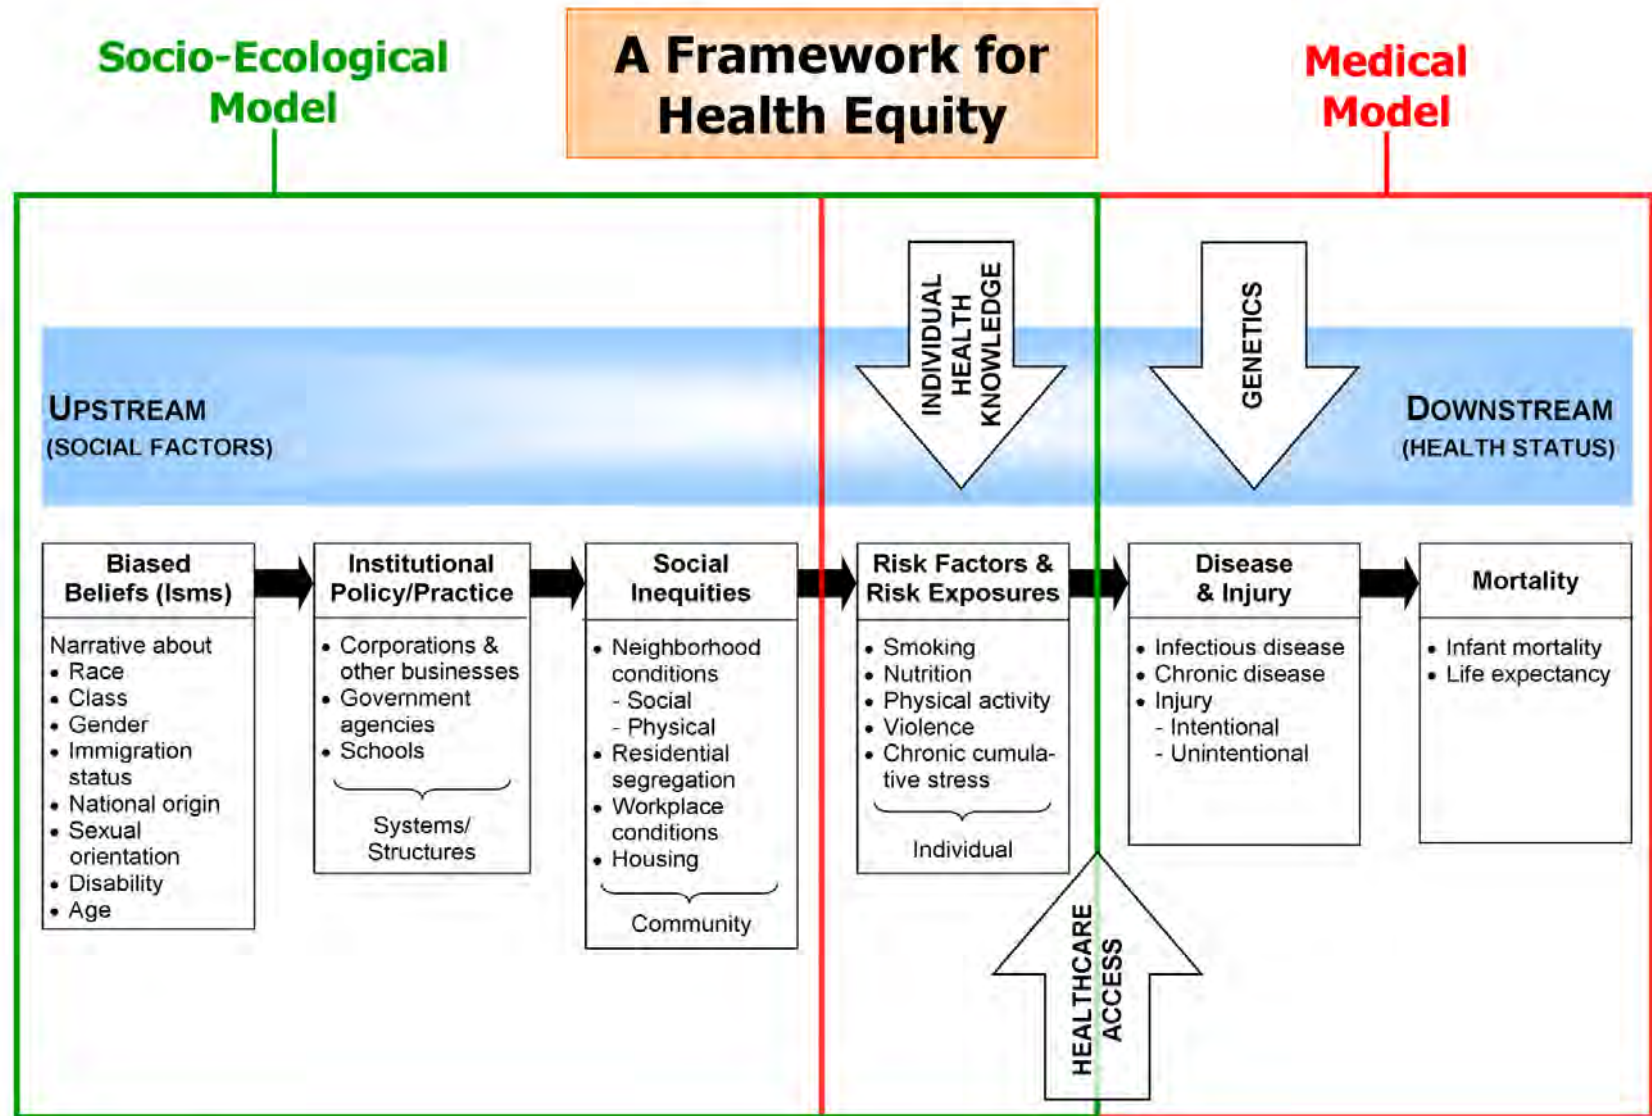 Socio-Ecological
Model
A Framework for
Health Equity
Medical
Model
INDIVIDUAL
HEALTH
KNOWLEDGE
GENETICS
UPSTREAM
(SOCIAL FACTORS)
DOWNSTREAM
(HEALTH STATUS)
Biased
Beliefs (Isms)
Narrative about
• Race
• Class
• Gender
• Immigration
status
• National origin
• Sexual
orientation
• Disability
• Age
Institutional
Policy/Practice
• Corporations &
other businesses
• Government
agencies
• Schools
Systems/
Structures
Social
Inequities
• Neighborhood
conditions
- Social
- Physical
• Residential
segregation
• Workplace
conditions
• Housing
Community
Risk Factors &
Risk Exposures
• Smoking
• Nutrition
• Physical activity
• Violence
• Chronic cumula-
tive stress
Individual
Disease
& Injury
• Infectious disease
• Chronic disease
• Injury
- Intentional
- Unintentional
Mortality
• Infant mortality
• Life expectancy
HEALTHCARE
ACCESS